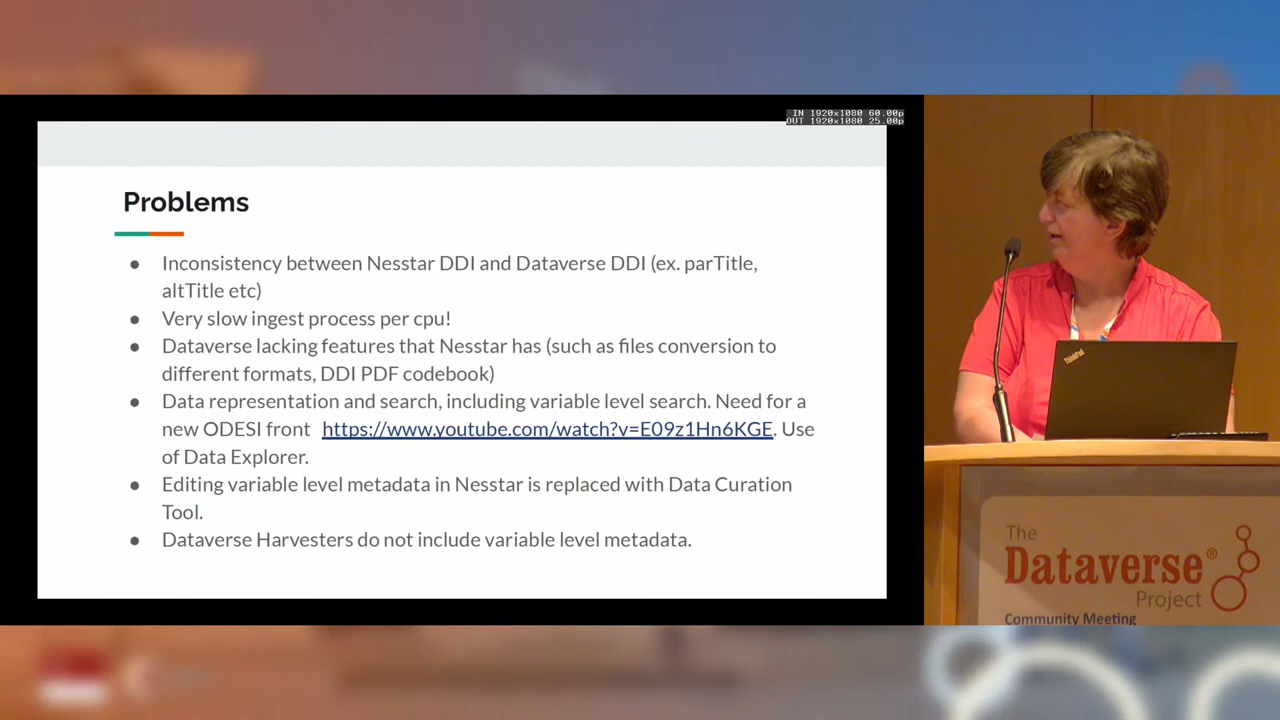 IN 1920x1080 60.00p
OUT 1920x1080 25.00p
Problems
● Inconsistency between Nesstar DDI and Dataverse DDI (ex. parTitle,
altTitle etc)
● Very slow ingest process per cpu!
● Dataverse lacking features that Nesstar has (such as files conversion to
different formats, DDI PDF codebook)
● Data representation and search, including variable level search. Need for a
new ODESI front https://www.youtube.com/watch?v=E09z1Hn6KGE. Use
of Data Explorer.
● Editing variable level metadata in Nesstar is replaced with Data Curation
Tool.
● Dataverse Harvesters do not include variable level metadata.
ThinkPad
The
Dataverse®
Project
Community Meeting